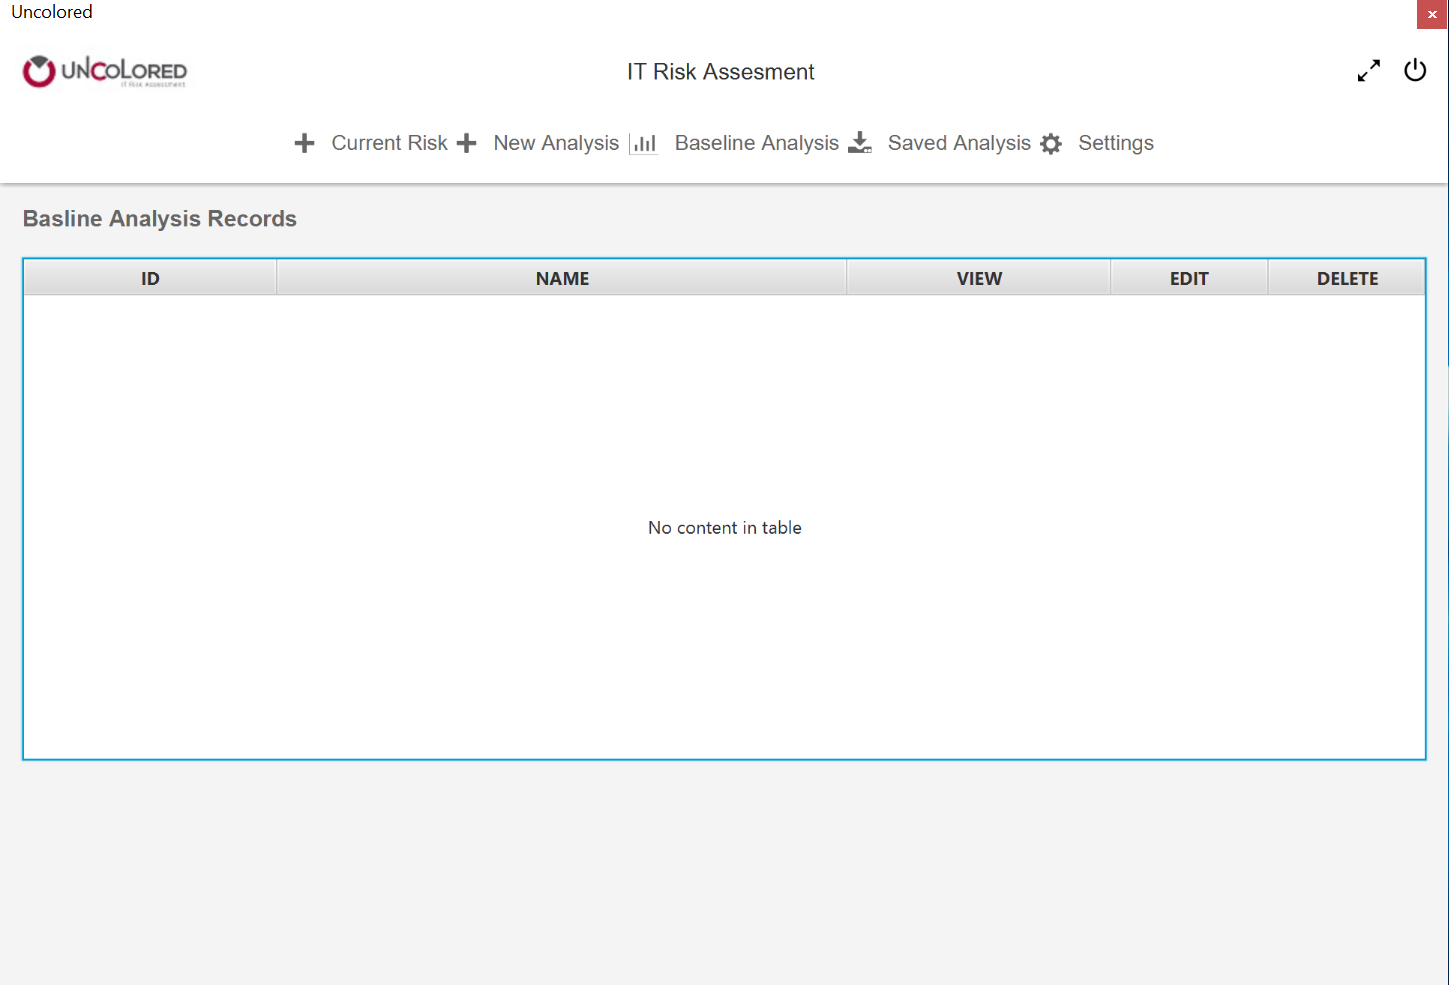 Uncolored
UNCOLORED
IT Risk Assessment
IT Risk Assesment
Current Risk New Analysis Baseline Analysis Saved Analysis Settings
Basline Analysis Records
ID NAME VIEW EDIT DELETE
No content in table